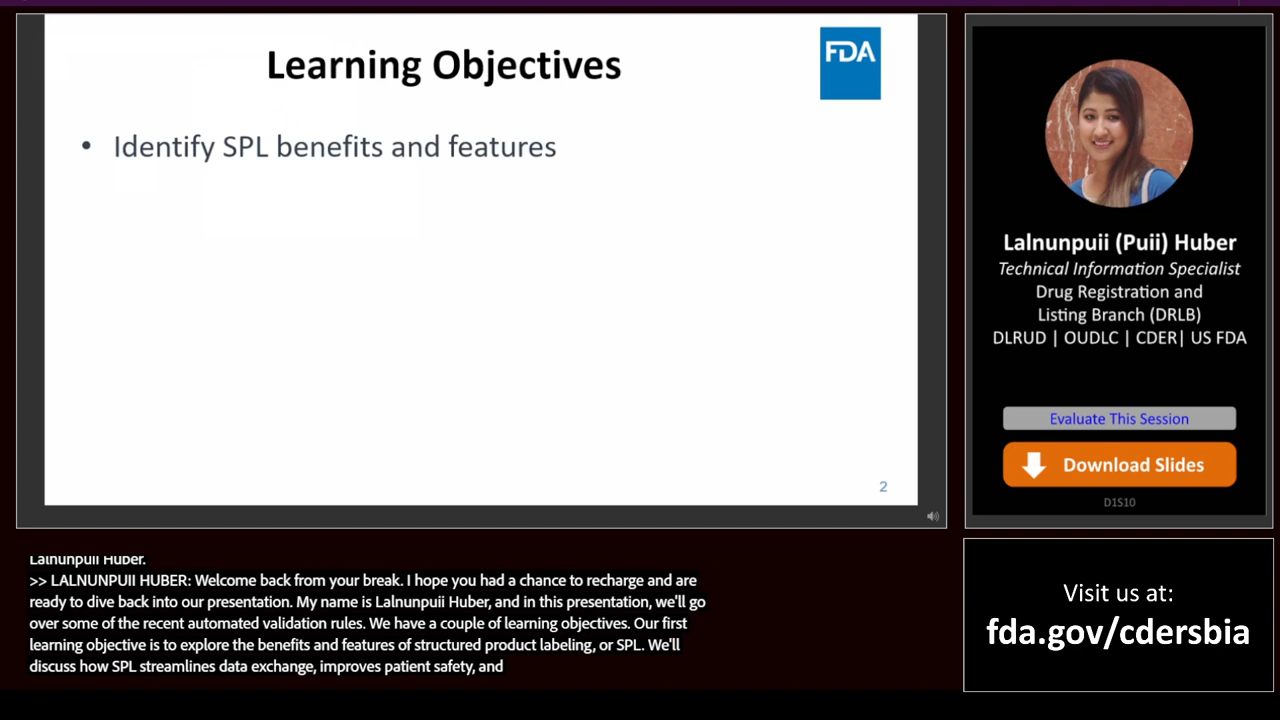 Learning Objectives
FDA
• Identify SPL benefits and features
2
Lalnunpuii (Puii) Huber
Technical Information Specialist
Drug Registration and
Listing Branch (DRLB)
DLRUD | OUDLC | CDER| US FDA
Evaluate This Session
Download Slides
D1S10
Lalnunpuii Huber.
>> LALNUNPUII HUBER: Welcome back from your break. I hope you had a chance to recharge and are
ready to dive back into our presentation. My name is Lalnunpuii Huber, and in this presentation, we'll go
over some of the recent automated validation rules. We have a couple of learning objectives. Our first
learning objective is to explore the benefits and features of structured product labeling, or SPL. We'll
discuss how SPL streamlines data exchange, improves patient safety, and
Visit us at:
fda.gov/cdersbia